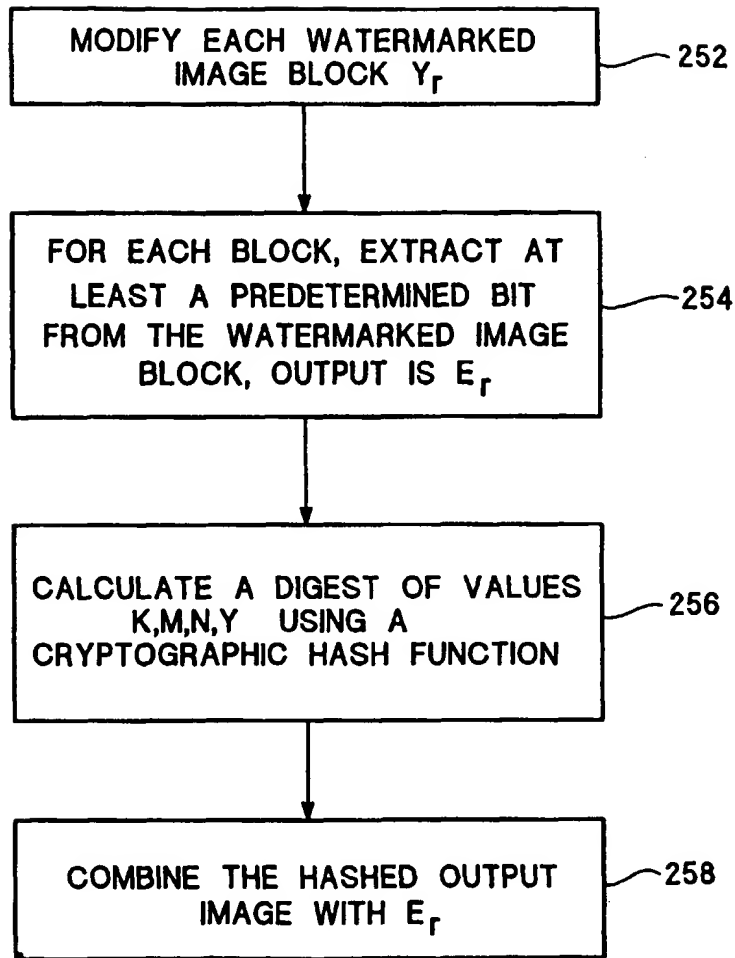 MODIFY EACH WATERMARKED
IMAGE BLOCK Yr
252
FOR EACH BLOCK, EXTRACT AT
LEAST A PREDETERMINED BIT
FROM THE WATERMARKED IMAGE
BLOCK, OUTPUT IS Er
254
CALCULATE A DIGEST OF VALUES
K,M,N,Y USING A
CRYPTOGRAPHIC HASH FUNCTION
256
COMBINE THE HASHED OUTPUT
IMAGE WITH Er
258